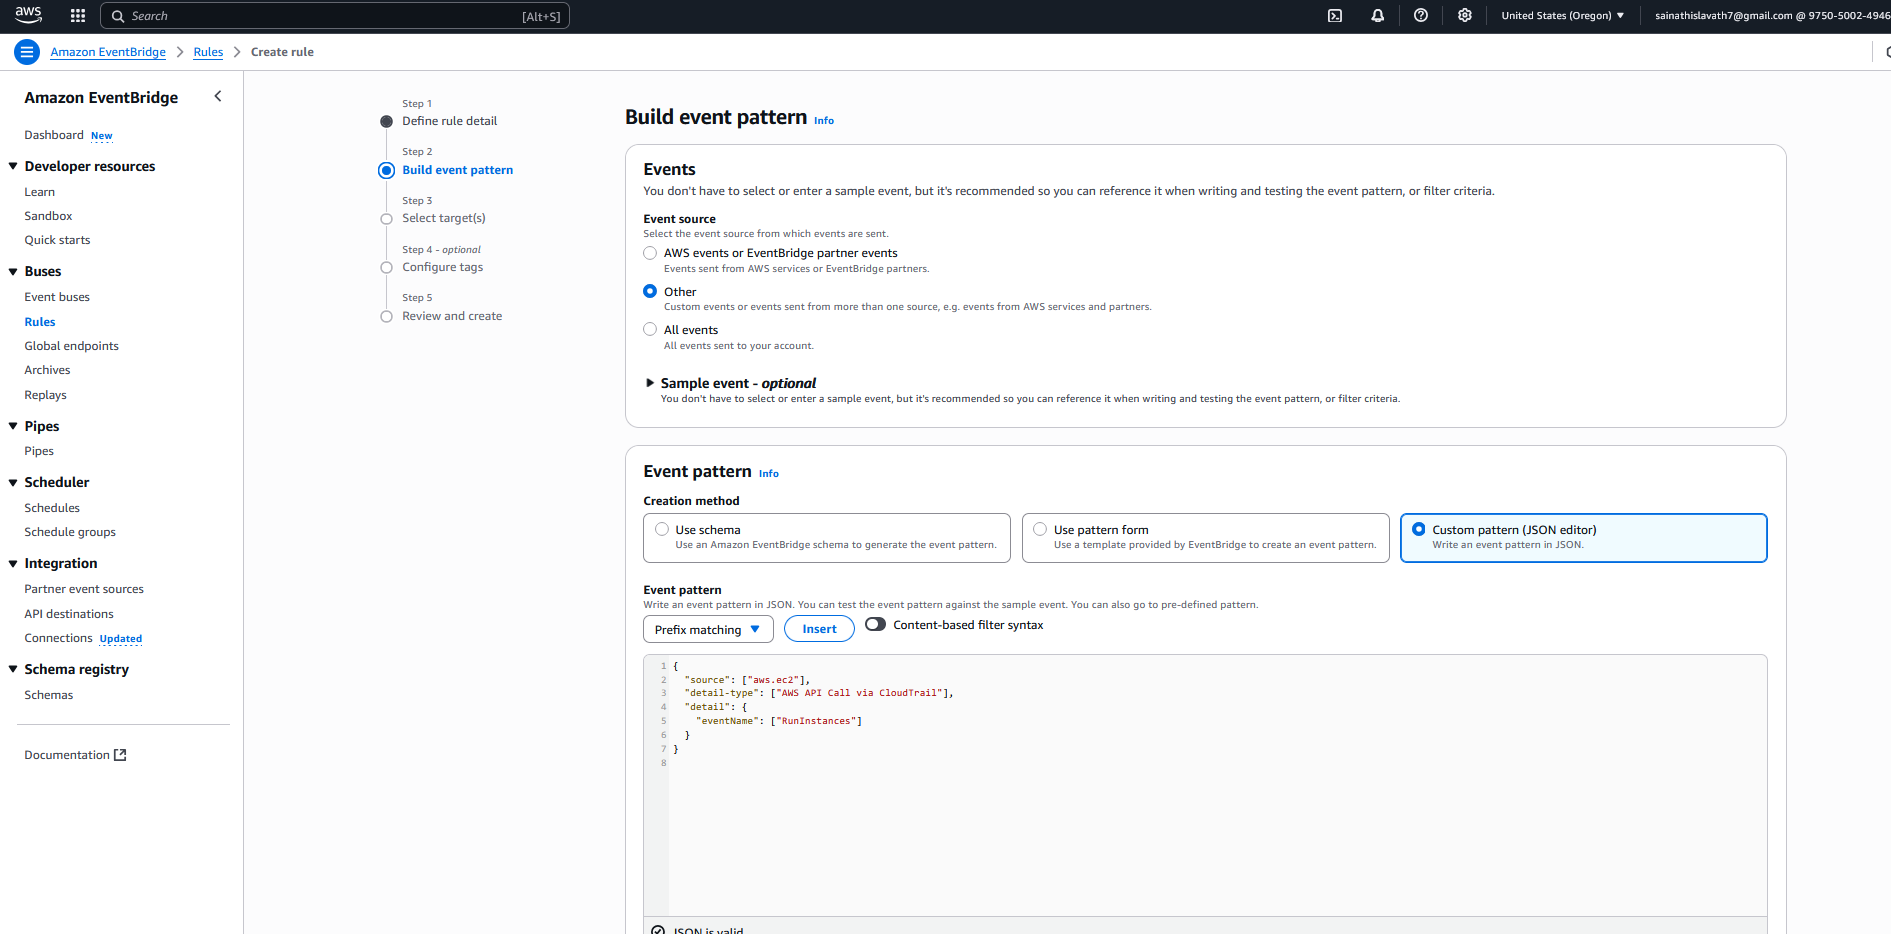 aws
Search [Alt+S]
United States (Oregon)
sainathislavath7@gmail.com @ 9750-5002-4946
Amazon EventBridge
Rules
Create rule
Amazon EventBridge
Dashboard New
Developer resources
Learn
Sandbox
Quick starts
Buses
Event buses
Rules
Global endpoints
Archives
Replays
Pipes
Pipes
Scheduler
Schedules
Schedule groups
Integration
Partner event sources
API destinations
Connections Updated
Schema registry
Schemas
Documentation
Step 1
Define rule detail
Step 2
Build event pattern
Step 3
Select target(s)
Step 4 - optional
Configure tags
Step 5
Review and create
Build event pattern Info
Events
You don't have to select or enter a sample event, but it's recommended so you can reference it when writing and testing the event pattern, or filter criteria.
Event source
Select the event source from which events are sent.
AWS events or EventBridge partner events
Events sent from AWS services or EventBridge partners.
Other
Custom events or events sent from more than one source, e.g. events from AWS services and partners.
All events
All events sent to your account.
Sample event - optional
You don't have to select or enter a sample event, but it's recommended so you can reference it when writing and testing the event pattern, or filter criteria.
Event pattern Info
Creation method
Use schema
Use an Amazon EventBridge schema to generate the event pattern.
Use pattern form
Use a template provided by EventBridge to create an event pattern.
Custom pattern (JSON editor)
Write an event pattern in JSON.
Event pattern
Write an event pattern in JSON. You can test the event pattern against the sample event. You can also go to pre-defined pattern.
Prefix matching
Insert
Content-based filter syntax
1 {
2 "source": ["aws.ec2"],
3 "detail-type": ["AWS API Call via CloudTrail"],
4 "detail": {
5 "eventName": ["RunInstances"]
6 }
7 }
8
JSON is valid